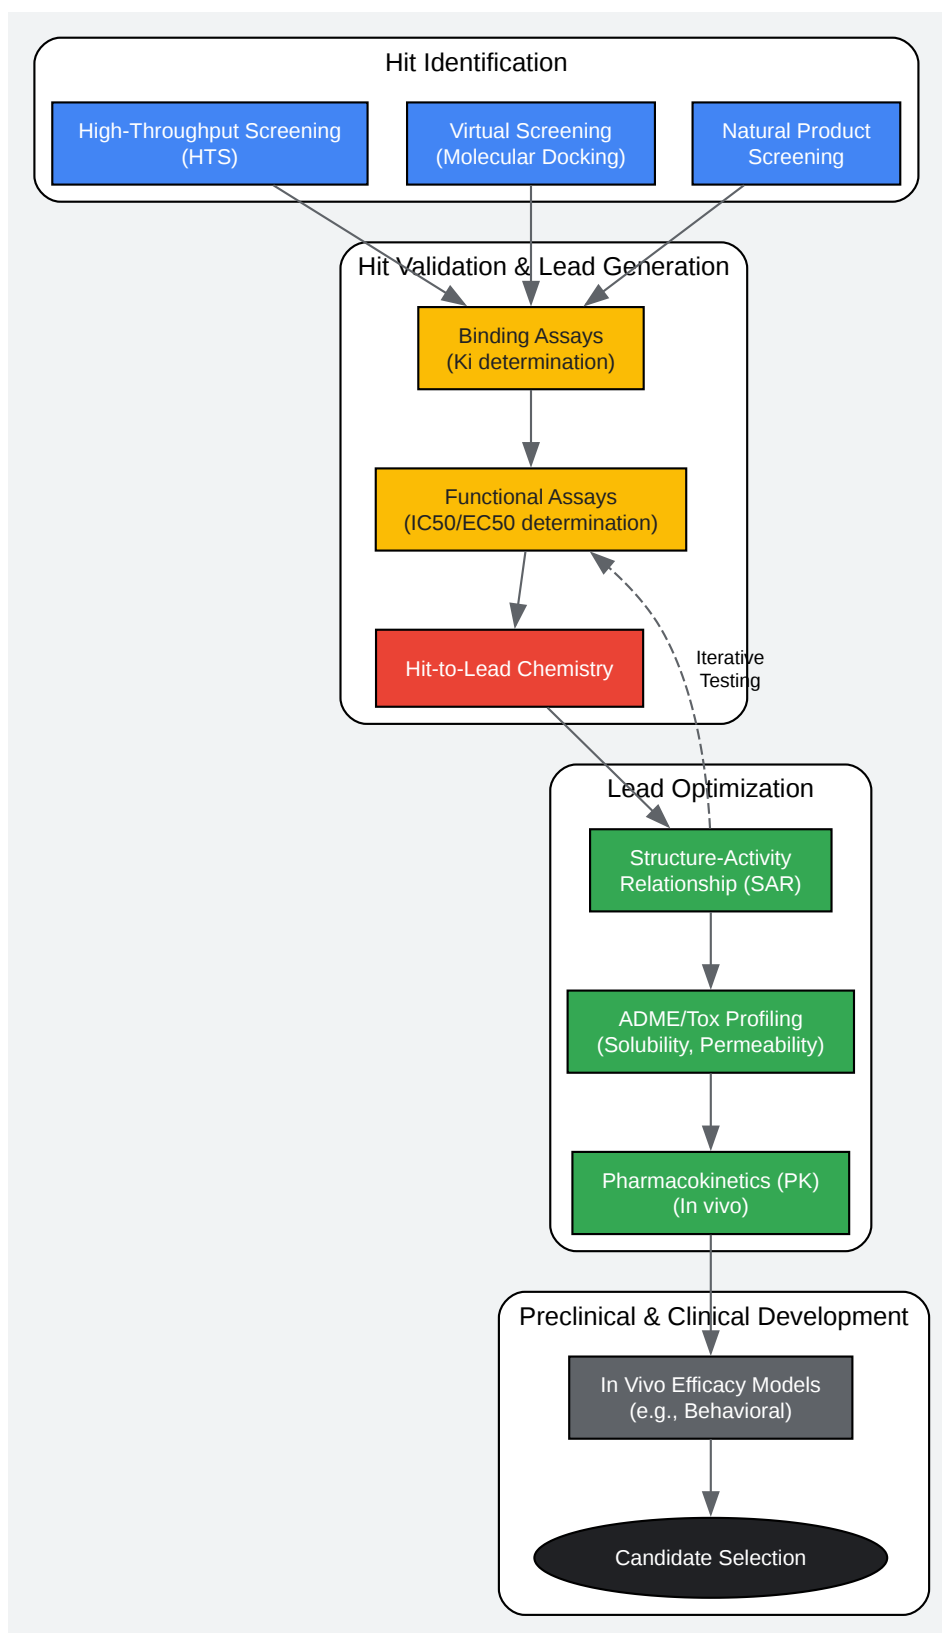 Hit Identification
High-Throughput Screening
(HTS)
Virtual Screening
(Molecular Docking)
Natural Product
Screening
Hit Validation & Lead Generation
Binding Assays
(Ki determination)
Functional Assays
(IC50/EC50 determination)
Hit-to-Lead Chemistry
Iterative
Testing
Lead Optimization
Structure-Activity
Relationship (SAR)
ADME/Tox Profiling
(Solubility, Permeability)
Pharmacokinetics (PK)
(In vivo)
Preclinical & Clinical Development
In Vivo Efficacy Models
(e.g., Behavioral)
Candidate Selection